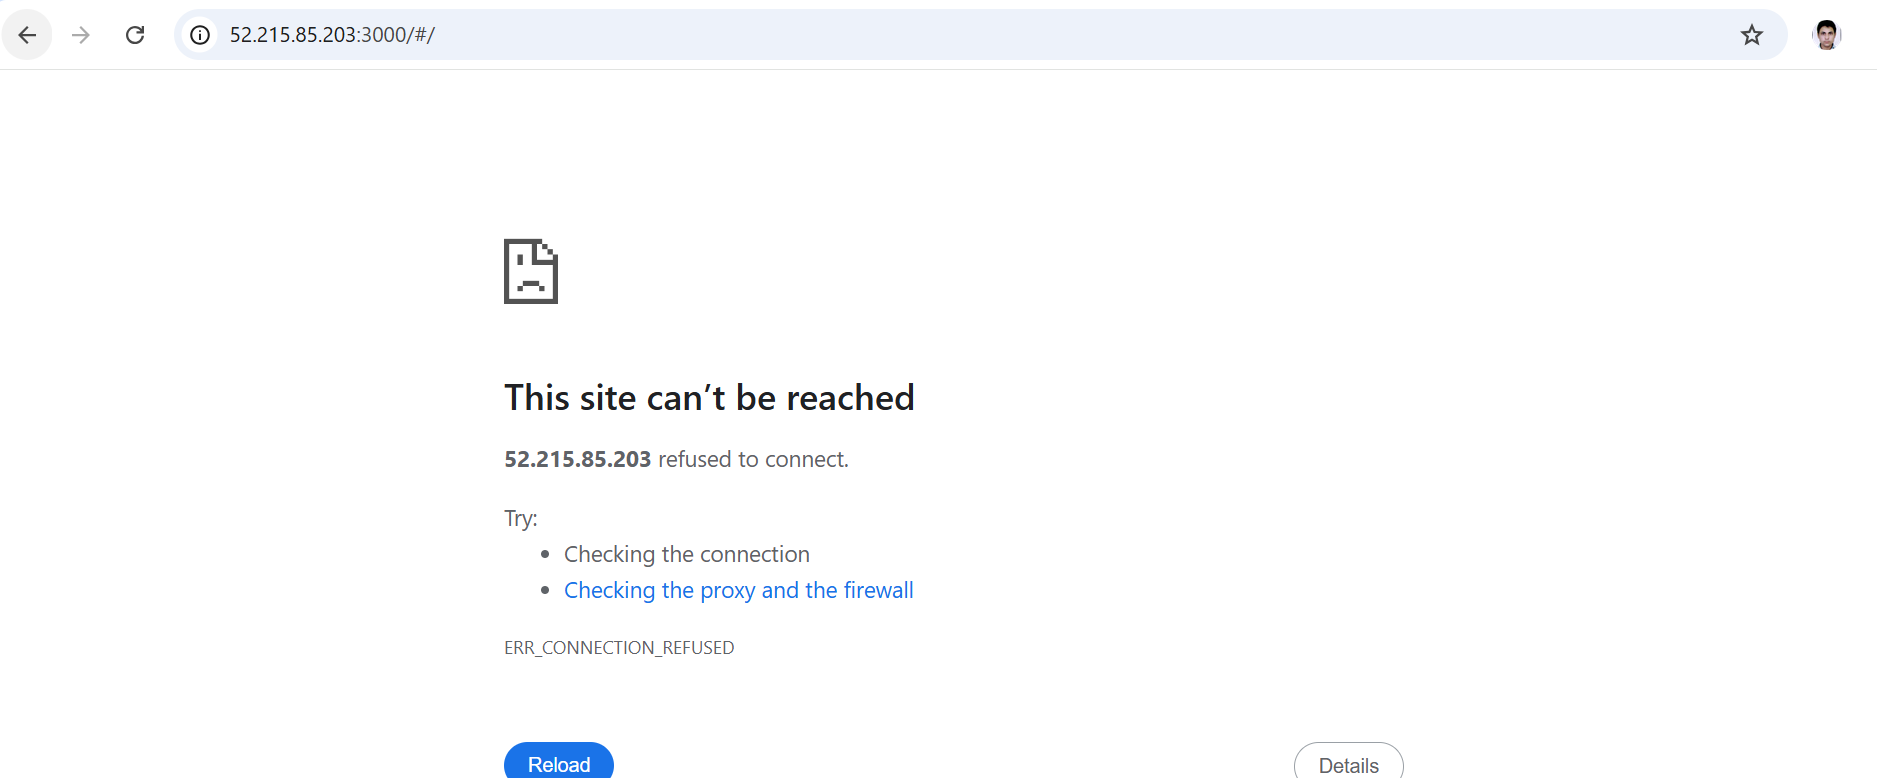 52.215.85.203:3000/#/
This site can’t be reached
52.215.85.203 refused to connect.
Try:
• Checking the connection
• Checking the proxy and the firewall
ERR_CONNECTION_REFUSED
Reload
Details